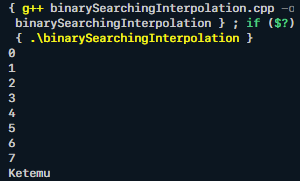 { g++ binarySearchingInterpolation.cpp -o
binarySearchingInterpolation } ; if ($?)
{ .\binarySearchingInterpolation }
0
1
2
3
4
5
6
7
Ketemu